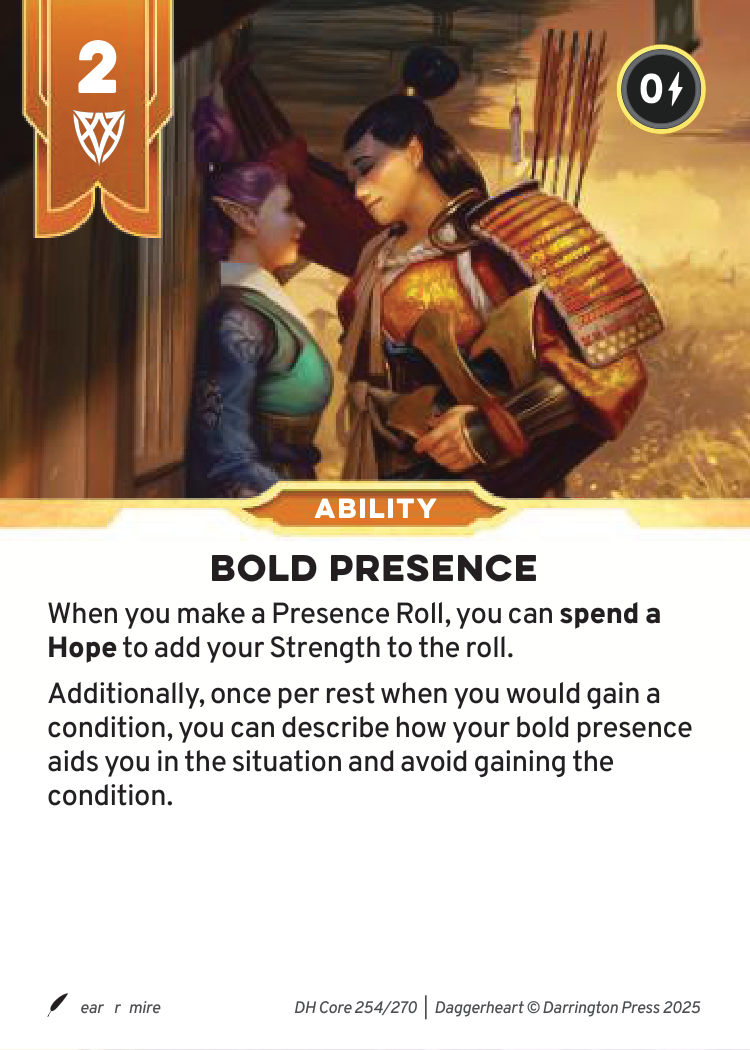 2
0
ABILITY
BOLD PRESENCE
When you make a Presence Roll, you can spend a
Hope to add your Strength to the roll.
Additionally, once per rest when you would gain a
condition, you can describe how your bold presence
aids you in the situation and avoid gaining the
condition.
ear r mire
DH Core 254/270 | Daggerheart © Darrington Press 2025